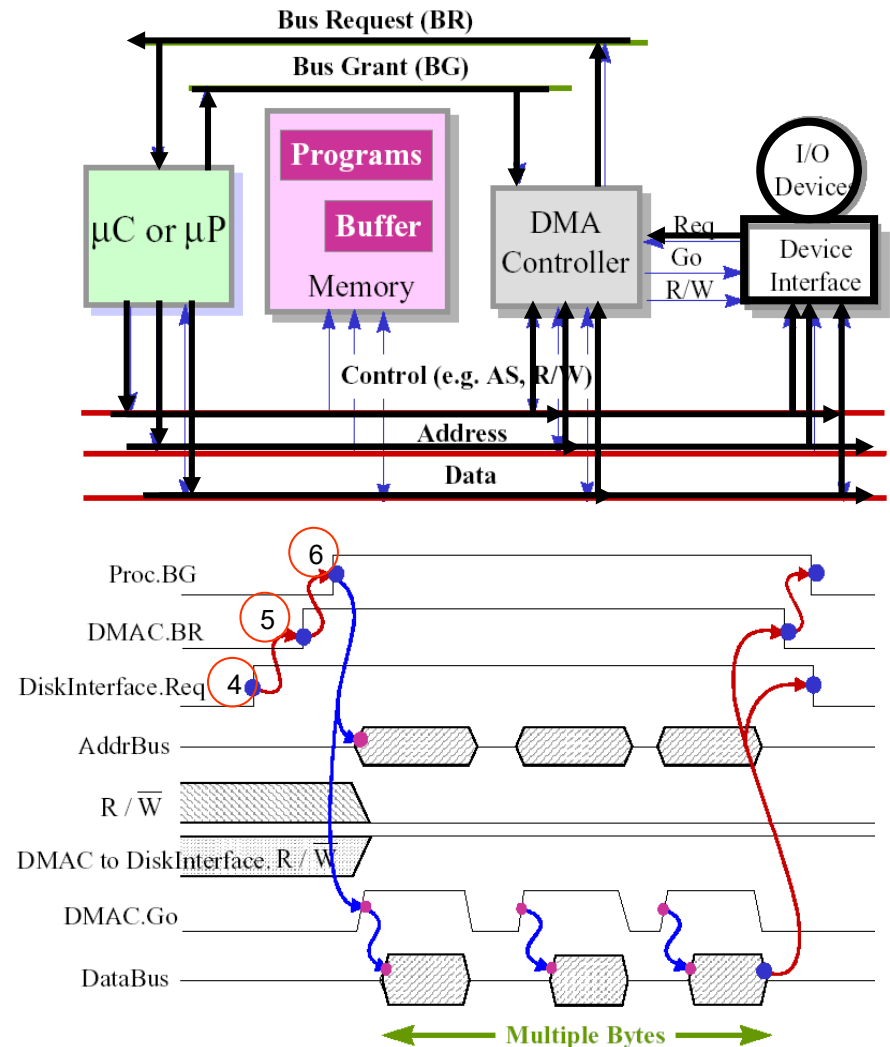 Bus Request (BR)
Bus Grant (BG)
Programs
Buffer
Memory
μC or μP
DMA
Controller
I/O
Devices
Req
Go
R/W
Device
Interface
Control (e.g. AS, R/W)
Address
Data
6
Proc.BG
5
DMAC.BR
4
DiskInterface.Req
AddrBus
R / W̅
DMAC to DiskInterface. R / W̅
DMAC.Go
DataBus
Multiple Bytes